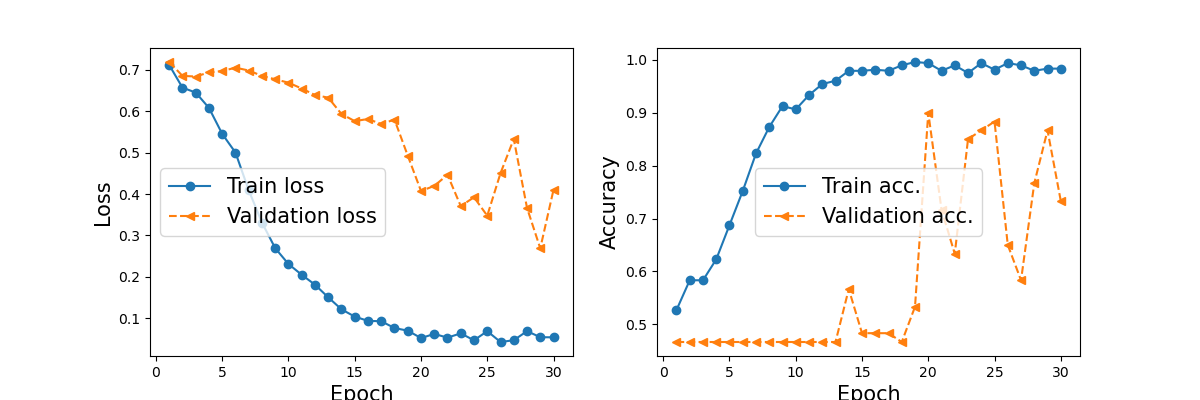 0.7
0.6
0.5
0.4
0.3
0.2
0.1
Loss
Train loss
Validation loss
0 5 10 15 20 25 30
Epoch
1.0
0.9
0.8
0.7
0.6
0.5
Accuracy
Train acc.
Validation acc.
0 5 10 15 20 25 30
Epoch